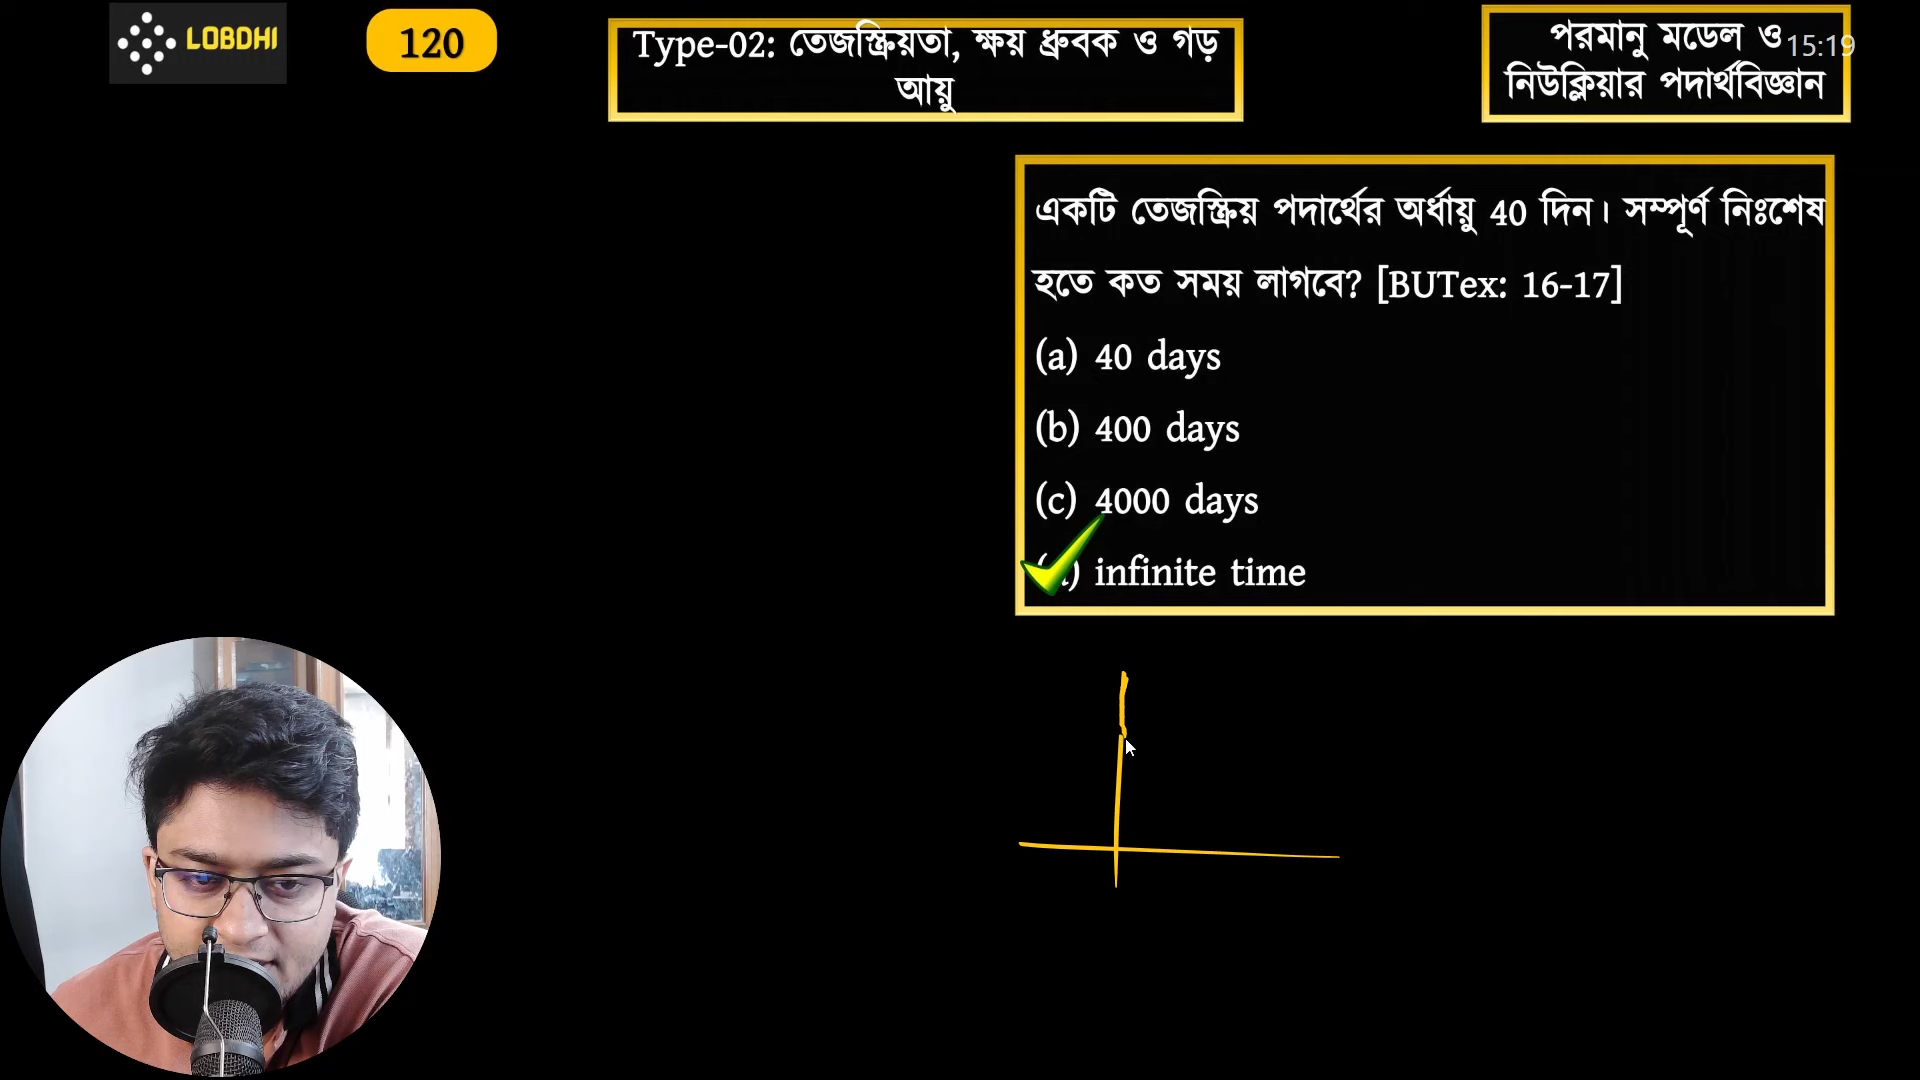 LOBDHI
120
Type-02: তেজস্ক্রিয়তা, ক্ষয় ধ্রুবক ও গড়
আয়ু
পরমানু মডেল ও
নিউক্লিয়ার পদার্থবিজ্ঞান
15:19
একটি তেজস্ক্রিয় পদার্থের অর্ধায়ু 40 দিন। সম্পূর্ণ নিঃশেষ
হতে কত সময় লাগবে? [BUTex: 16-17]
(a) 40 days
(b) 400 days
(c) 4000 days
infinite time